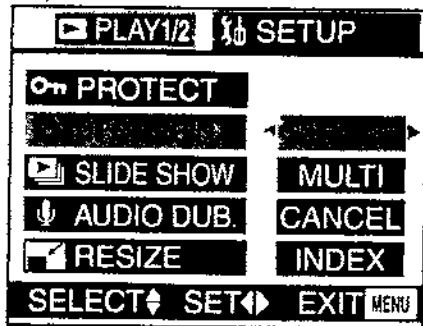 PLAY1/2 SETUP
PROTECT
SLIDE SHOW MULTI
AUDIO DUB. CANCEL
RESIZE INDEX
SELECT SET EXIT MENU